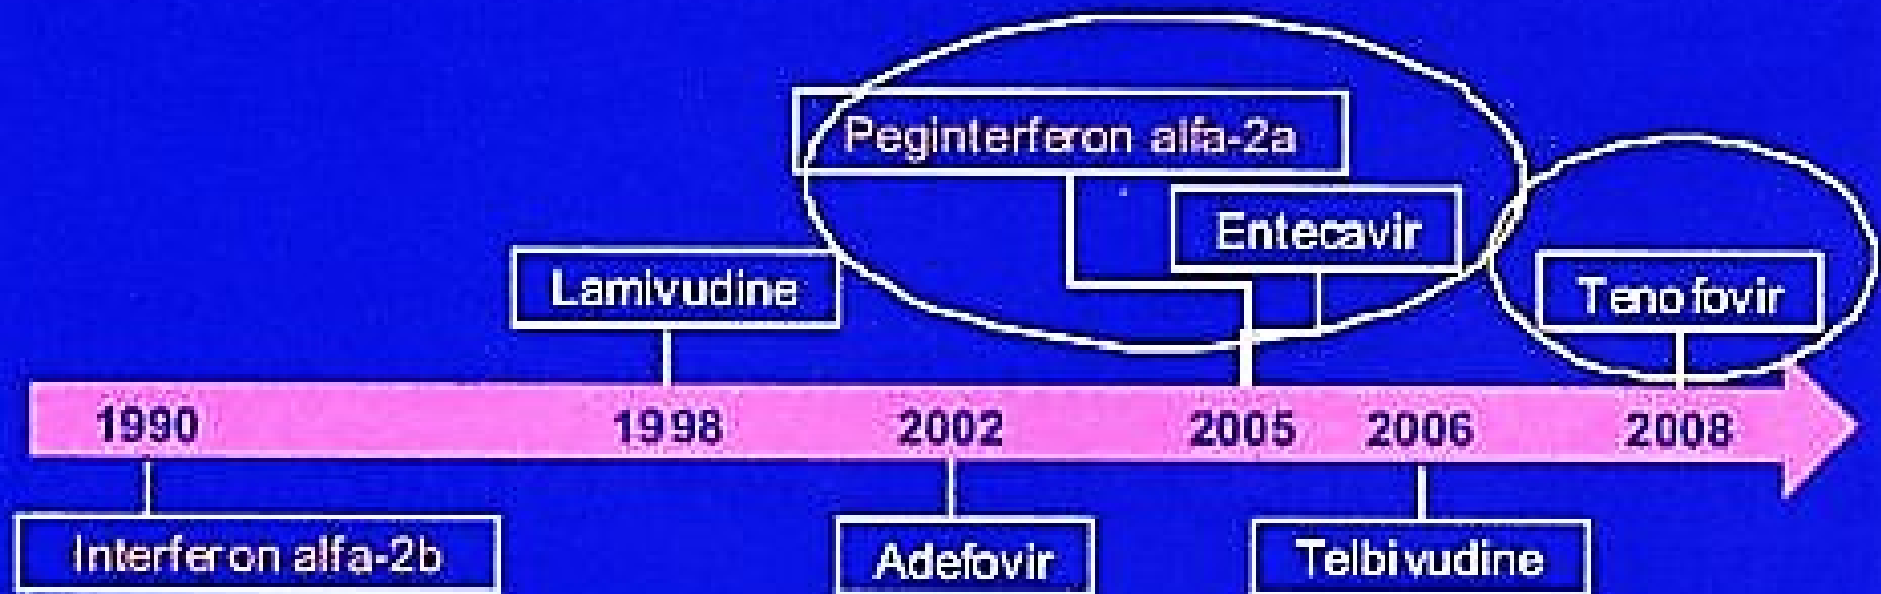 Peginterferon alfa-2a
Entecavir
Lamivudine
Tenofovir
1990 1998 2002 2005 2006 2008
Interferon alfa-2b Adefovir Telbivudine